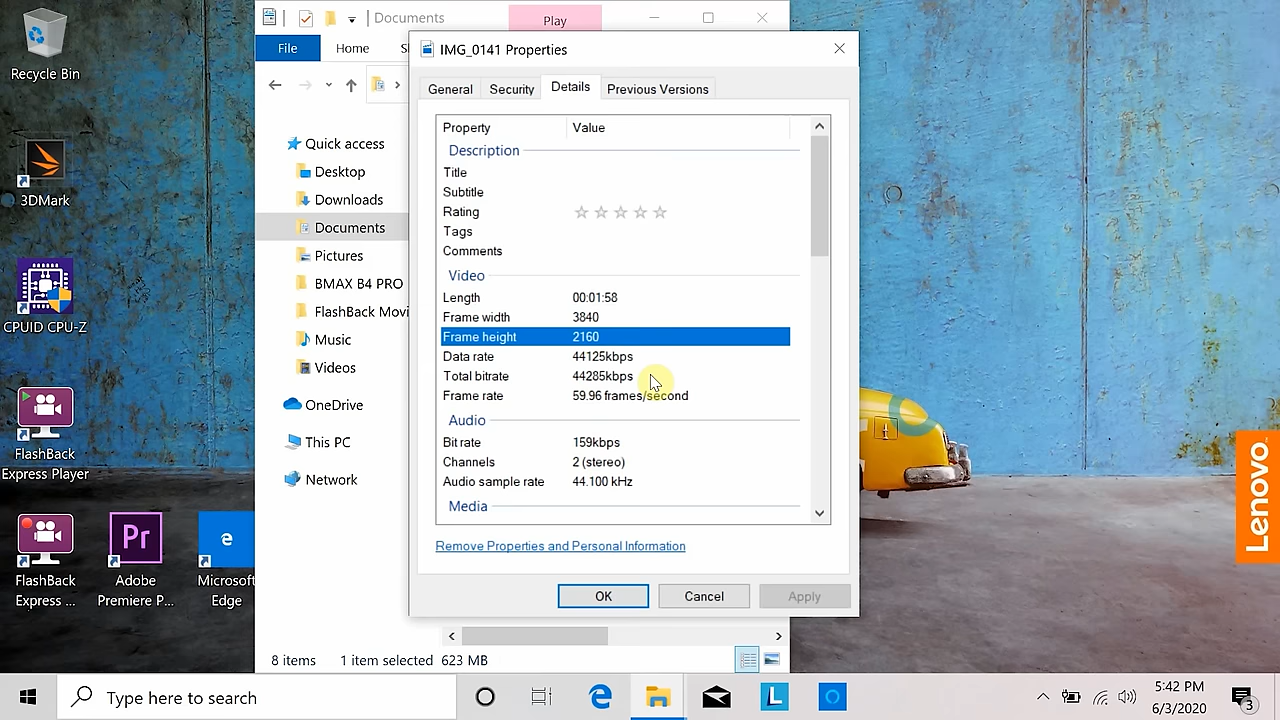 Recycle Bin
3DMark
CPUID CPU-Z
FlashBack
Express Player
FlashBack
Express ...
Adobe
Premiere P...
Microsoft
Edge
Documents
Play
File
Home
S
Quick access
Desktop
Downloads
Documents
Pictures
BMAX B4 PRO
FlashBack Movi
Music
Videos
OneDrive
This PC
Network
8 items 1 item selected 623 MB
IMG_0141 Properties
General Security Details Previous Versions
Property Value
Description
Title
Subtitle
Rating
Tags
Comments
Video
Length 00:01:58
Frame width 3840
Frame height 2160
Data rate 44125kbps
Total bitrate 44285kbps
Frame rate 59.96 frames/second
Audio
Bit rate 159kbps
Channels 2 (stereo)
Audio sample rate 44.100 kHz
Media
Remove Properties and Personal Information
OK Cancel Apply
Lenovo
Type here to search
5:42 PM
6/3/2020
3